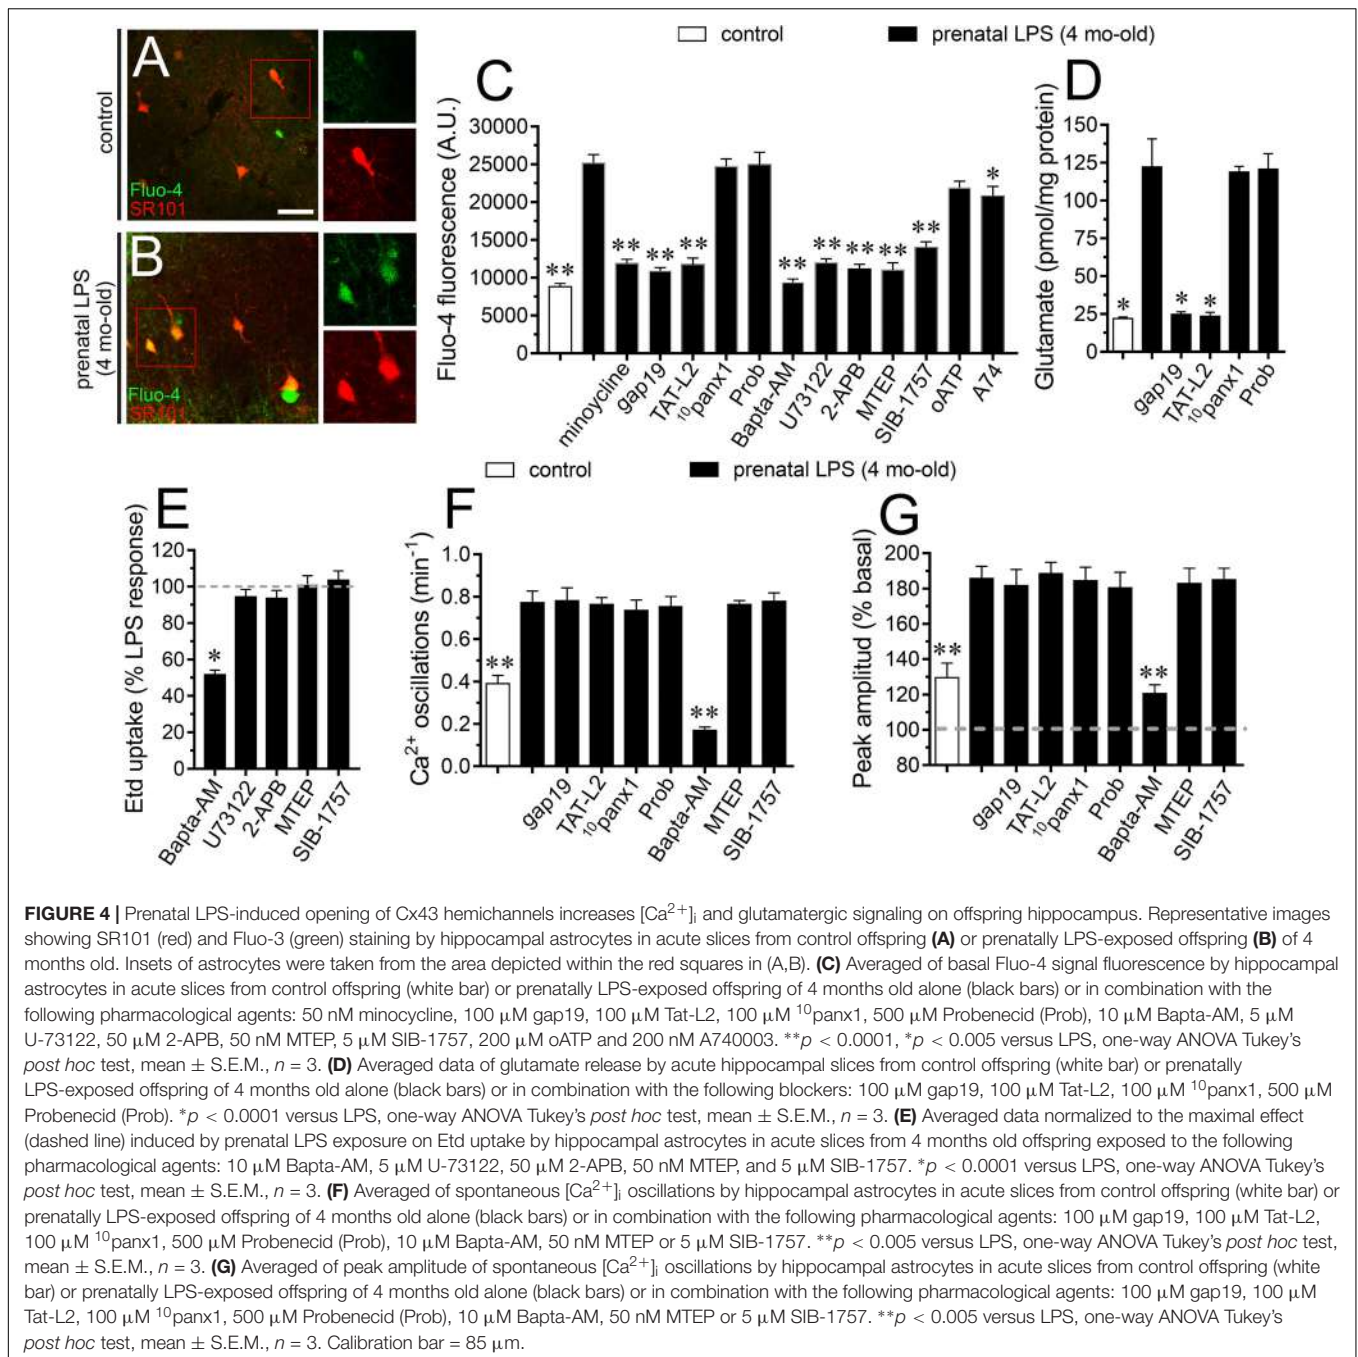 control
prenatal LPS (4 mo-old)
A
control
Fluo-4
SR101
B
prenatal LPS
(4 mo-old)
Fluo-4
SR101
C
Fluo-4 fluorescence (A.U.)
30000
25000
20000
15000
10000
5000
0
**
**
**
**
**
**
**
**
**
*
minoycline
gap19
TAT-L2
10panx1
Prob
Bapta-AM
U73122
2-APB
MTEP
SIB-1757
oATP
A74
D
Glutamate (pmol/mg protein)
150
125
100
75
50
25
0
*
*
*
gap19
TAT-L2
10panx1
Prob
control
prenatal LPS (4 mo-old)
E
Etd uptake (% LPS response)
120
100
80
60
40
20
0
*
Bapta-AM
U73122
2-APB
MTEP
SIB-1757
F
Ca2+ oscillations (min-1)
1.0
0.8
0.6
0.4
0.2
0.0
**
**
gap19
TAT-L2
10panx1
Prob
Bapta-AM
MTEP
SIB-1757
G
Peak amplitud (% basal)
200
180
160
140
120
100
80
**
**
gap19
TAT-L2
10panx1
Prob
Bapta-AM
MTEP
SIB-1757
FIGURE 4 | Prenatal LPS-induced opening of Cx43 hemichannels increases [Ca2+]i and glutamatergic signaling on offspring hippocampus. Representative images
showing SR101 (red) and Fluo-3 (green) staining by hippocampal astrocytes in acute slices from control offspring (A) or prenatally LPS-exposed offspring (B) of 4
months old. Insets of astrocytes were taken from the area depicted within the red squares in (A,B). (C) Averaged of basal Fluo-4 signal fluorescence by hippocampal
astrocytes in acute slices from control offspring (white bar) or prenatally LPS-exposed offspring of 4 months old alone (black bars) or in combination with the
following pharmacological agents: 50 nM minocycline, 100 μM gap19, 100 μM Tat-L2, 100 μM 10panx1, 500 μM Probenecid (Prob), 10 μM Bapta-AM, 5 μM
U-73122, 50 μM 2-APB, 50 nM MTEP, 5 μM SIB-1757, 200 μM oATP and 200 nM A740003. **p < 0.0001, *p < 0.005 versus LPS, one-way ANOVA Tukey's
post hoc test, mean ± S.E.M., n = 3. (D) Averaged data of glutamate release by acute hippocampal slices from control offspring (white bar) or prenatally
LPS-exposed offspring of 4 months old alone (black bars) or in combination with the following blockers: 100 μM gap19, 100 μM Tat-L2, 100 μM 10panx1, 500 μM
Probenecid (Prob). *p < 0.0001 versus LPS, one-way ANOVA Tukey's post hoc test, mean ± S.E.M., n = 3. (E) Averaged data normalized to the maximal effect
(dashed line) induced by prenatal LPS exposure on Etd uptake by hippocampal astrocytes in acute slices from 4 months old offspring exposed to the following
pharmacological agents: 10 μM Bapta-AM, 5 μM U-73122, 50 μM 2-APB, 50 nM MTEP, and 5 μM SIB-1757. *p < 0.0001 versus LPS, one-way ANOVA Tukey's
post hoc test, mean ± S.E.M., n = 3. (F) Averaged of spontaneous [Ca2+]i oscillations by hippocampal astrocytes in acute slices from control offspring (white bar) or
prenatally LPS-exposed offspring of 4 months old alone (black bars) or in combination with the following pharmacological agents: 100 μM gap19, 100 μM Tat-L2,
100 μM 10panx1, 500 μM Probenecid (Prob), 10 μM Bapta-AM, 50 nM MTEP or 5 μM SIB-1757. **p < 0.005 versus LPS, one-way ANOVA Tukey's post hoc test,
mean ± S.E.M., n = 3. (G) Averaged of peak amplitude of spontaneous [Ca2+]i oscillations by hippocampal astrocytes in acute slices from control offspring (white
bar) or prenatally LPS-exposed offspring of 4 months old alone (black bars) or in combination with the following pharmacological agents: 100 μM gap19, 100 μM
Tat-L2, 100 μM 10panx1, 500 μM Probenecid (Prob), 10 μM Bapta-AM, 50 nM MTEP or 5 μM SIB-1757. **p < 0.005 versus LPS, one-way ANOVA Tukey's
post hoc test, mean ± S.E.M., n = 3. Calibration bar = 85 μm.